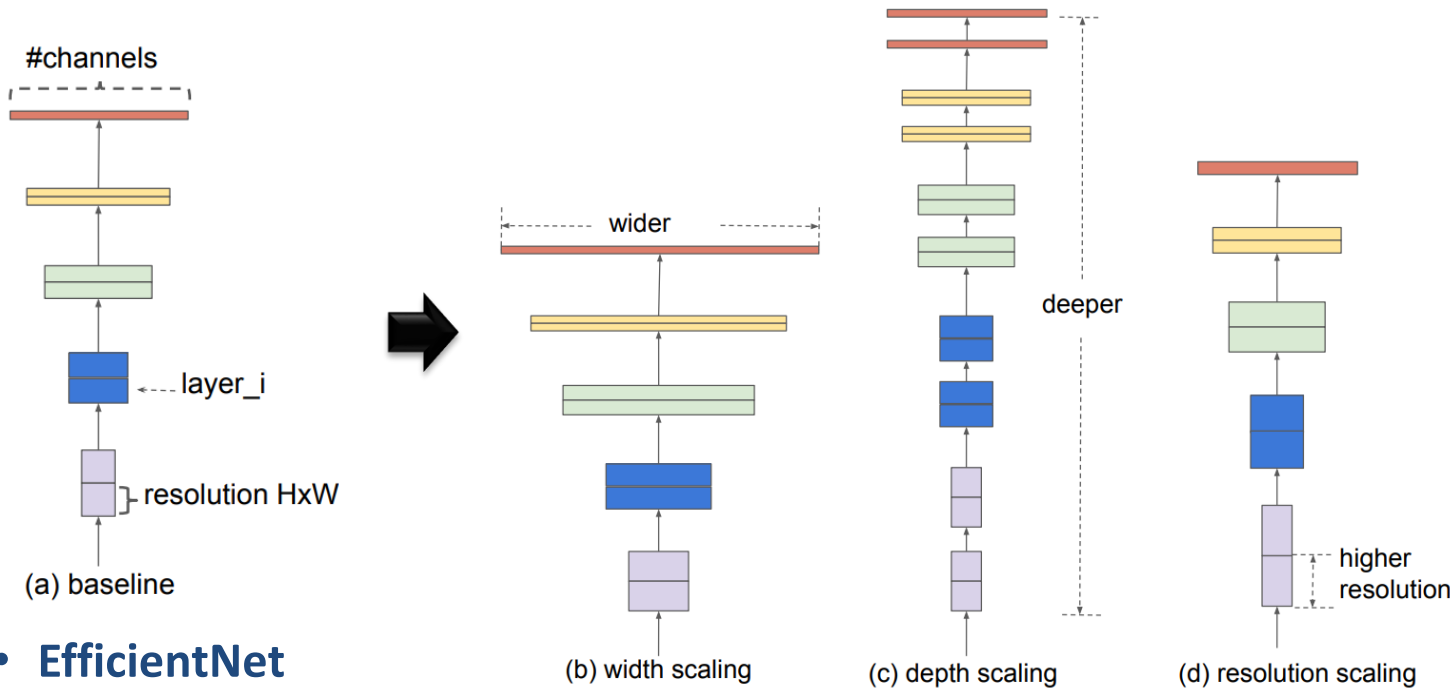 #channels
layer_i
resolution HxW
(a) baseline
• EfficientNet
wider
(b) width scaling
deeper
(c) depth scaling
higher
resolution
(d) resolution scaling